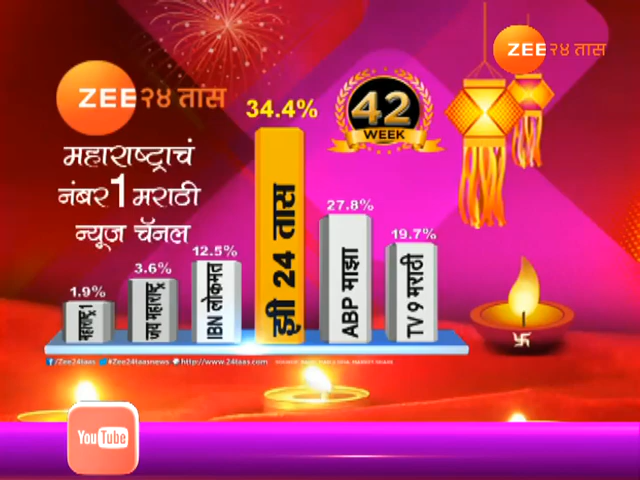 ZEE २४ तास
ZEE २४ तांस
महाराष्ट्राचं
नंबर 1 मराठी
न्यूज चॅनल
42
WEEK
1.9%
महाराष्ट्र 1
3.6%
जय महाराष्ट्र
12.5%
IBN लोकमत
34.4%
झी 24 तास
27.8%
ABP माझा
19.7%
TV 9 मराठी
/Zee24taas
#Zee24taasnews
http://www.24taas.com
YouTube